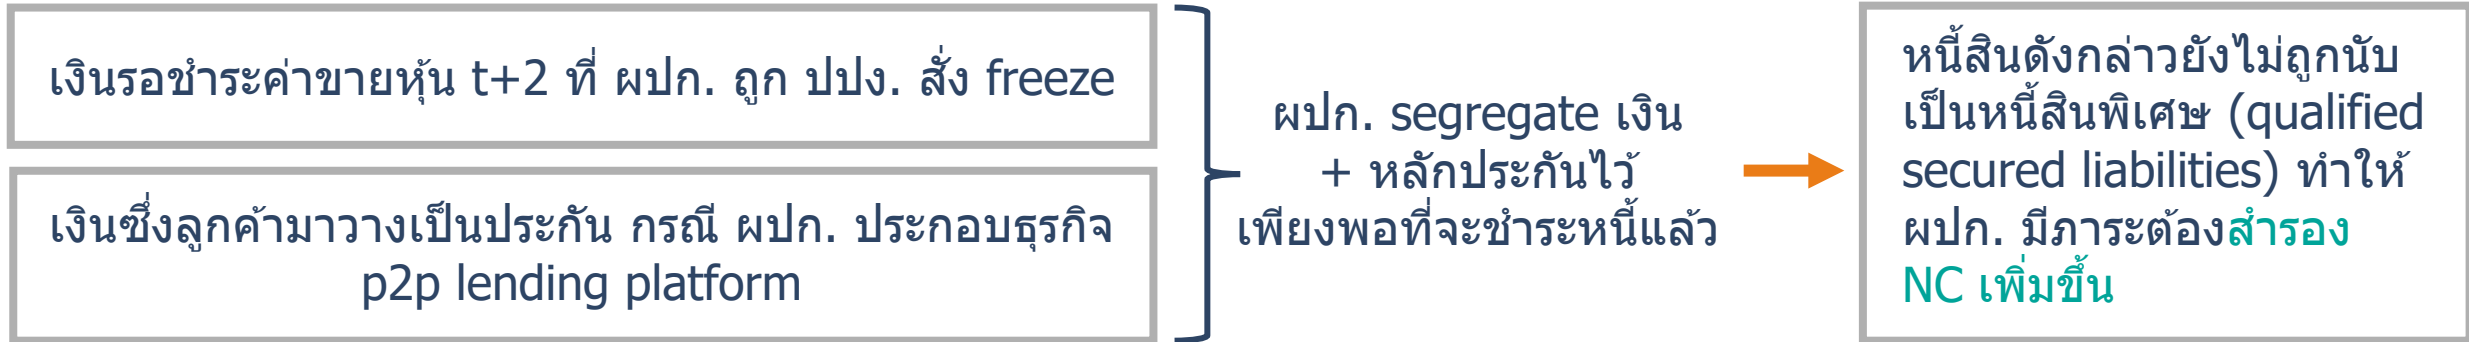 เงินรอชำระค่าขายหุ้น t+2 ที่ ผปก. ถูก ปปง. สั่ง freeze
เงินซึ่งลูกค้ามาวางเป็นประกัน กรณี ผปก. ประกอบธุรกิจ
p2p lending platform
ผปก. segregate เงิน
+ หลักประกันไว้
เพียงพอที่จะชำระหนี้แล้ว
หนี้สินดังกล่าวยังไม่ถูกนับ
เป็นหนี้สินพิเศษ (qualified
secured liabilities) ทำให้
ผปก. มีภาระต้องสำรอง
NC เพิ่มขึ้น